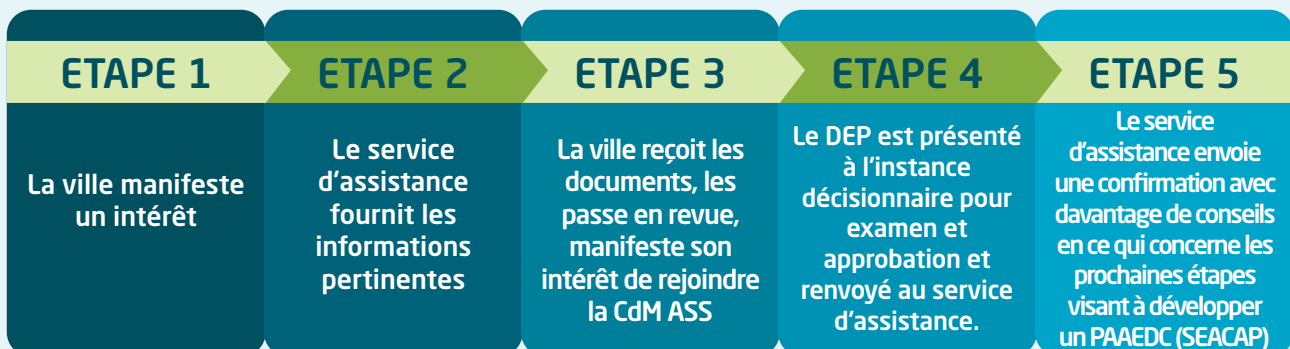 ETAPE 1
La ville manifeste
un intérêt
ETAPE 2
Le service
d'assistance
fournit les
informations
pertinentes
ETAPE 3
La ville reçoit les
documents, les
passe en revue,
manifeste son
intérêt de rejoindre
la CdM ASS
ETAPE 4
Le DEP est présenté
à l'instance
décisionnaire pour
examen et
approbation et
renvoyé au service
d'assistance.
ETAPE 5
Le service
d'assistance envoie
une confirmation avec
davantage de conseils
en ce qui concerne les
prochaines étapes
visant à développer
un PAAEDC (SEACAP)